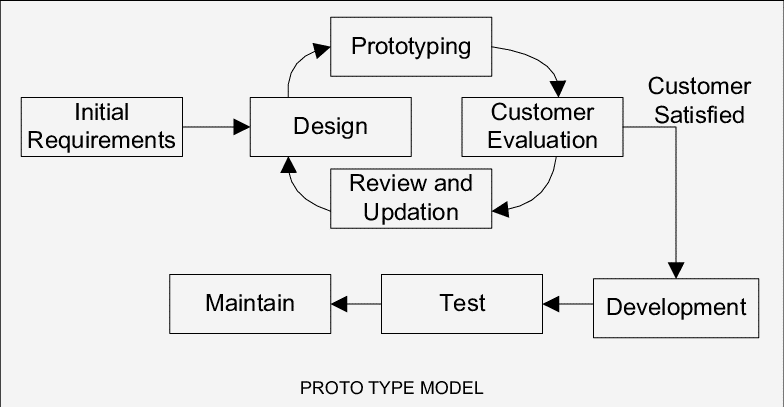 Prototyping
Initial
Requirements
Design
Customer
Evaluation
Customer
Satisfied
Review and
Updation
Maintain
Test
Development
PROTO TYPE MODEL